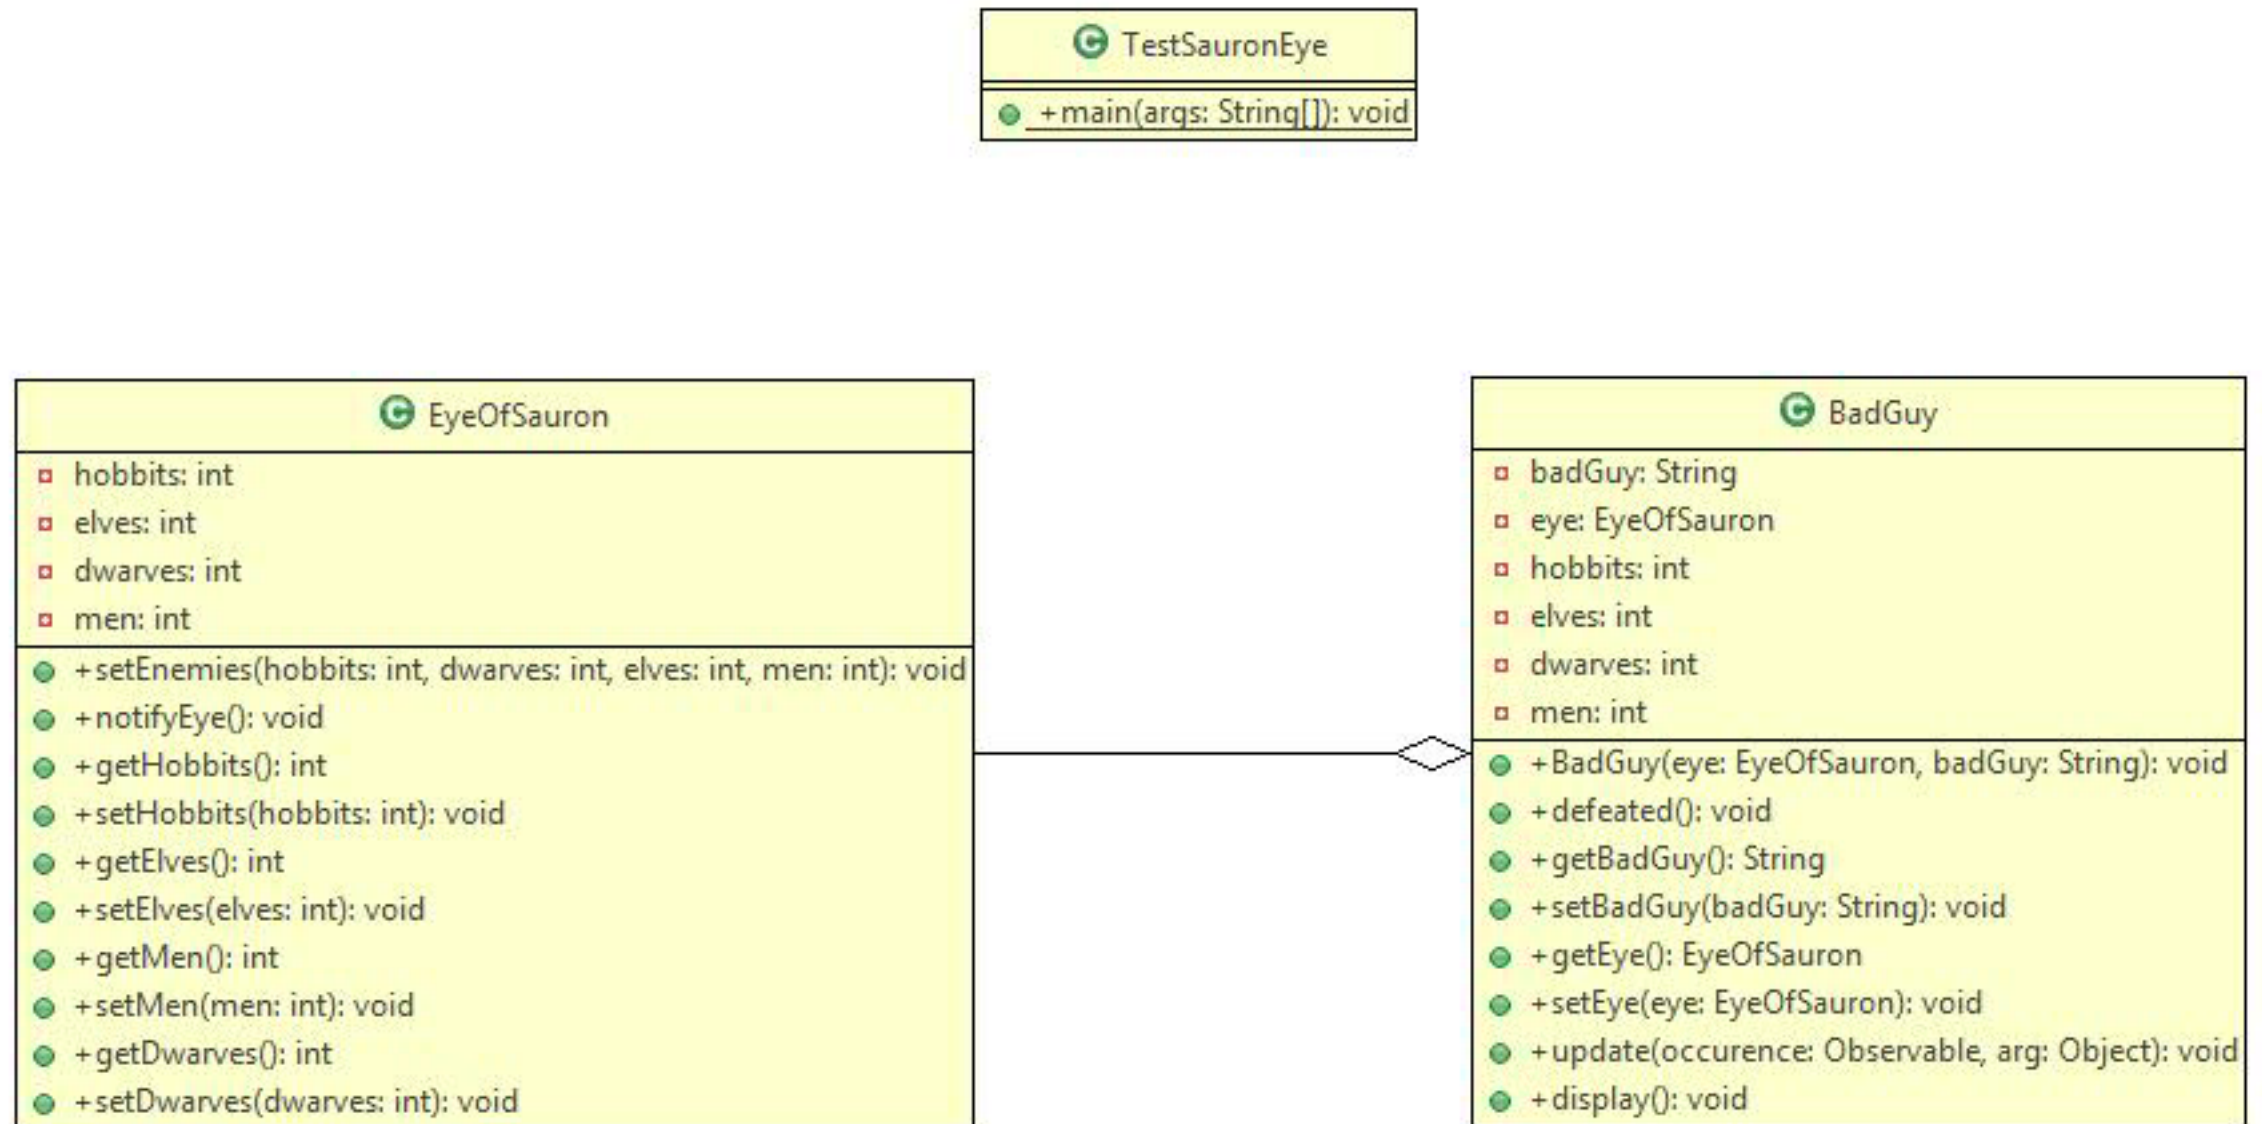 TestSauronEye
+main(args: String[]): void
EyeOfSauron
hobbits: int
elves: int
dwarves: int
men: int
+setEnemies(hobbits: int, dwarves: int, elves: int, men: int): void
+notifyEye(): void
+getHobbits(): int
+setHobbits(hobbits: int): void
+getElves(): int
+setElves(elves: int): void
+getMen(): int
+setMen(men: int): void
+getDwarves(): int
+setDwarves(dwarves: int): void
BadGuy
badGuy: String
eye: EyeOfSauron
hobbits: int
elves: int
dwarves: int
men: int
+BadGuy(eye: EyeOfSauron, badGuy: String): void
+defeated(): void
+getBadGuy(): String
+setBadGuy(badGuy: String): void
+getEye(): EyeOfSauron
+setEye(eye: EyeOfSauron): void
+update(occurence: Observable, arg: Object): void
+display(): void